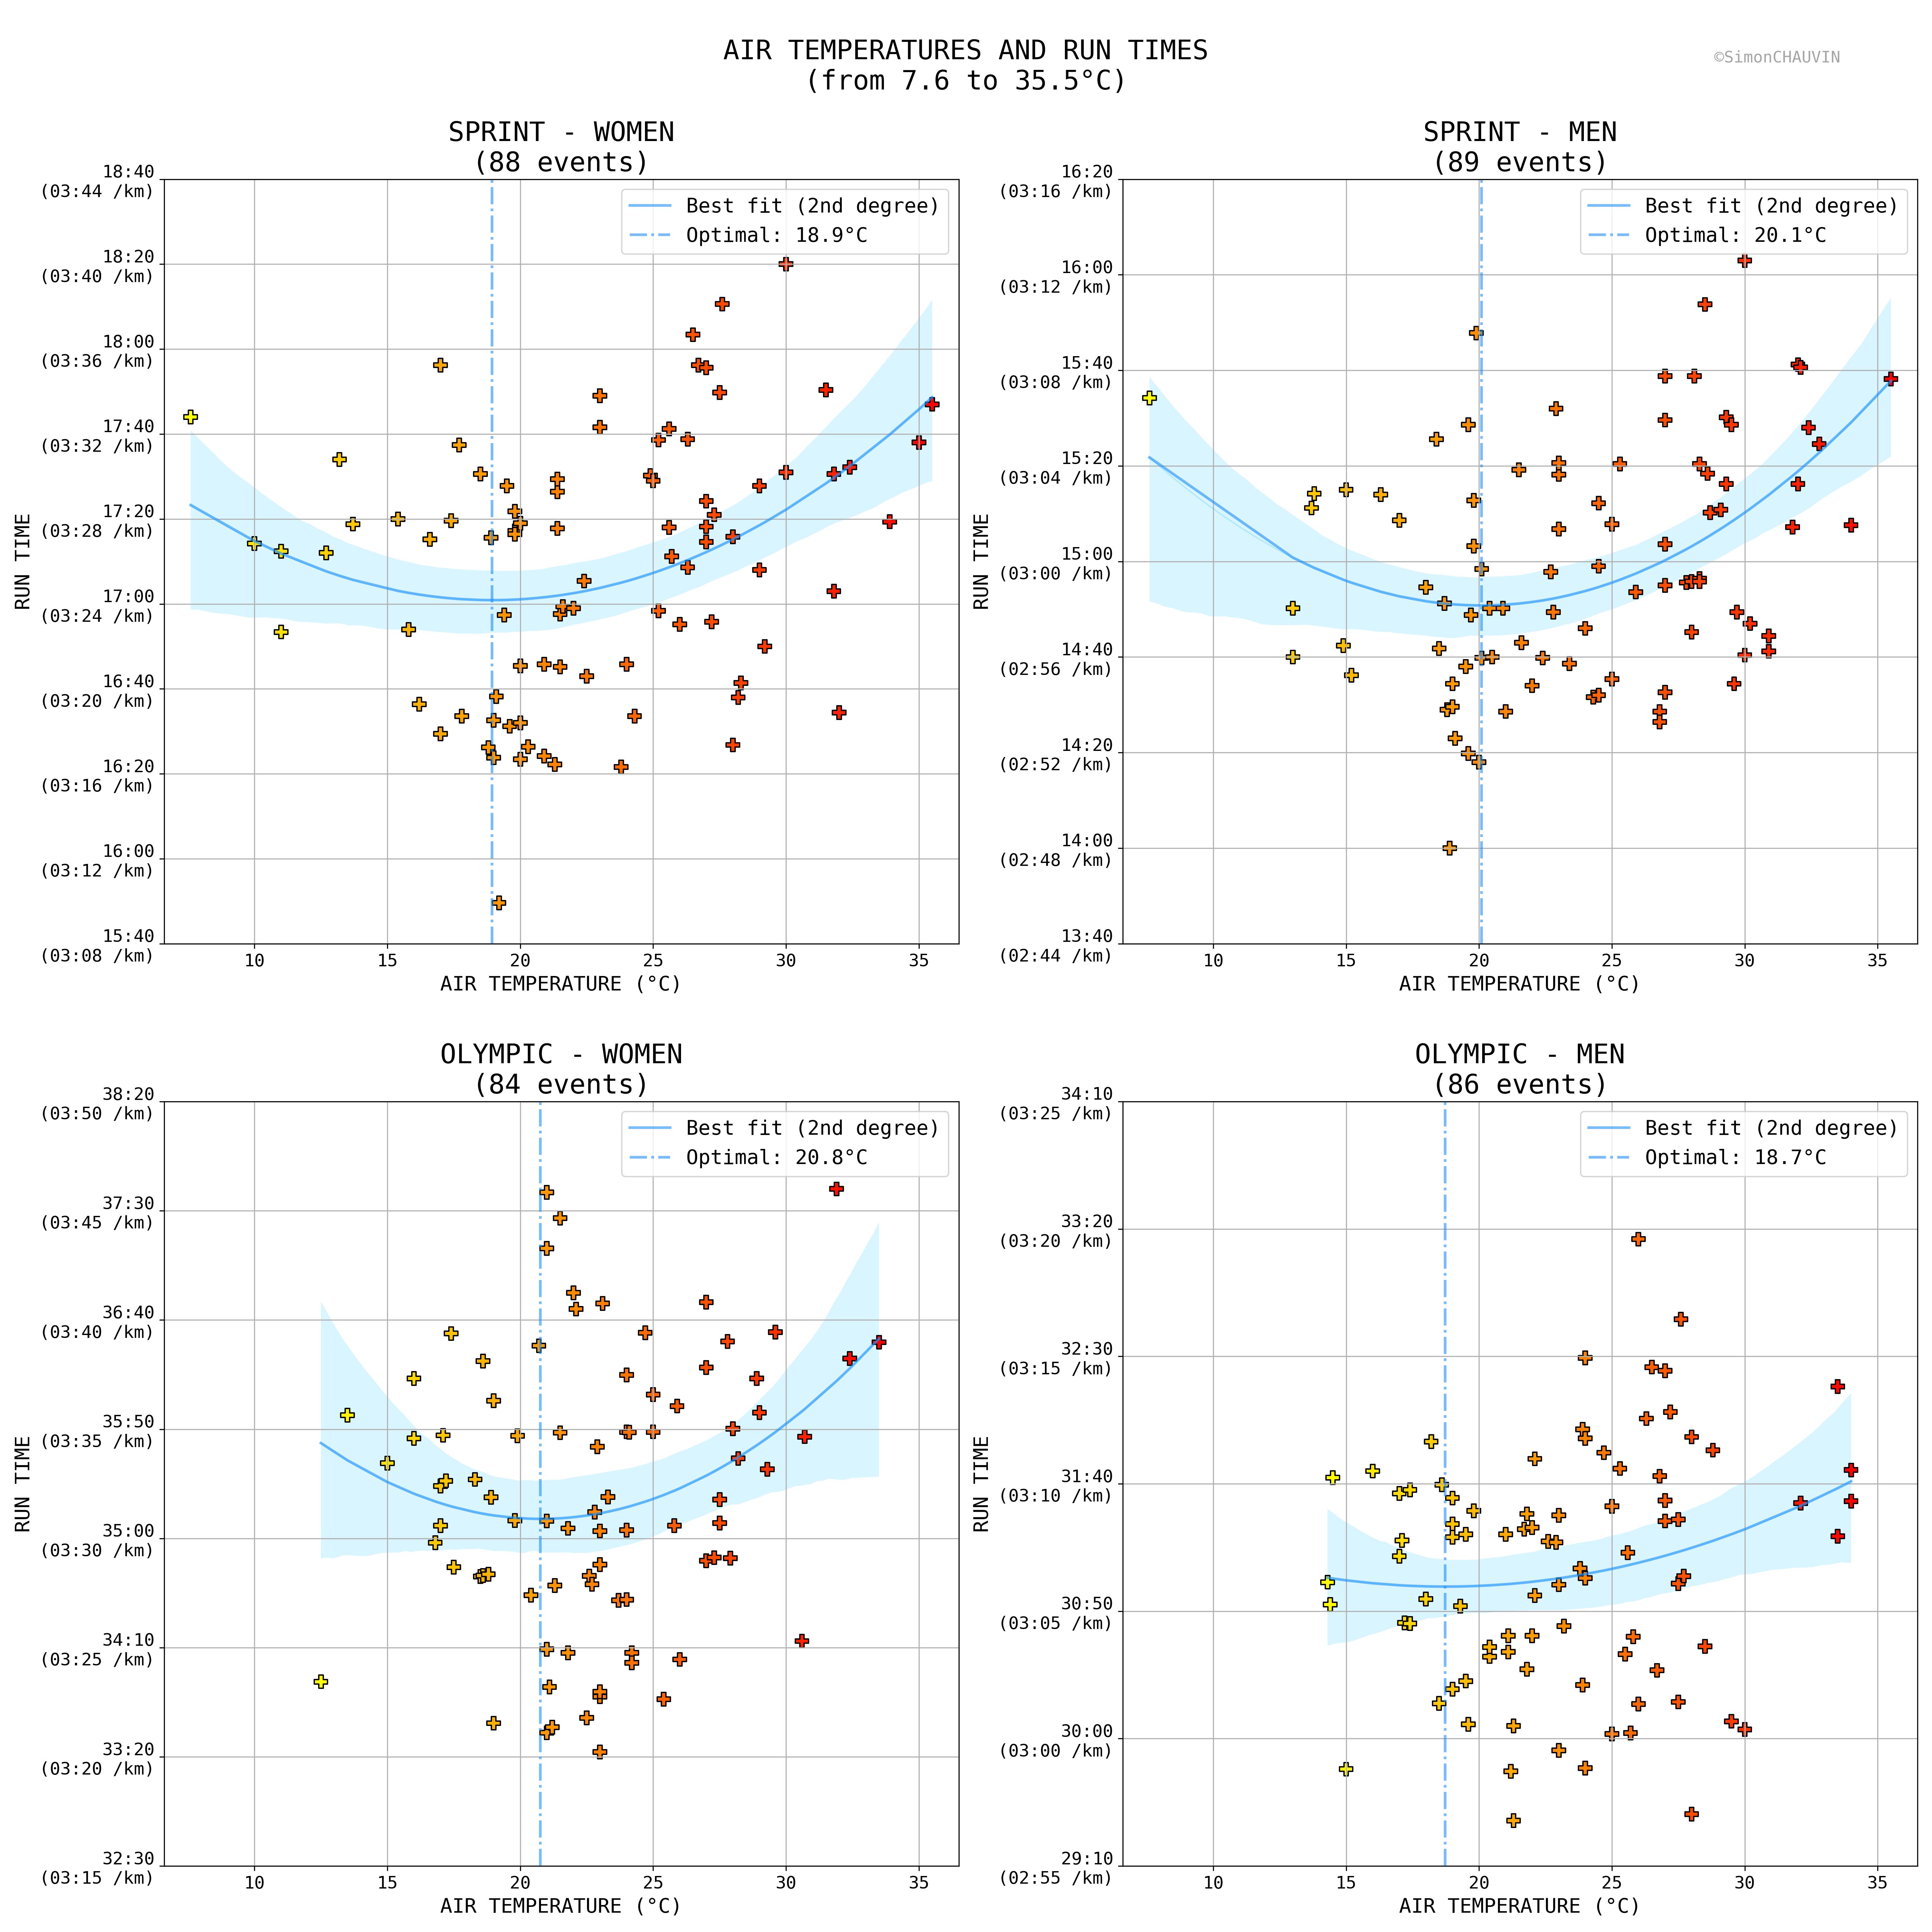 AIR TEMPERATURES AND RUN TIMES
(from 7.6 to 35.5°C)
©SimonCHAUVIN
SPRINT - WOMEN
(88 events)
18:40
(03:44 /km)
18:20
(03:40 /km)
18:00
(03:36 /km)
17:40
(03:32 /km)
17:20
(03:28 /km)
17:00
(03:24 /km)
16:40
(03:20 /km)
16:20
(03:16 /km)
16:00
(03:12 /km)
15:40
(03:08 /km)
RUN TIME
Best fit (2nd degree)
Optimal: 18.9°C
10 15 20 25 30 35
AIR TEMPERATURE (°C)
SPRINT - MEN
(89 events)
16:20
(03:16 /km)
16:00
(03:12 /km)
15:40
(03:08 /km)
15:20
(03:04 /km)
15:00
(03:00 /km)
14:40
(02:56 /km)
14:20
(02:52 /km)
14:00
(02:48 /km)
13:40
(02:44 /km)
RUN TIME
Best fit (2nd degree)
Optimal: 20.1°C
10 15 20 25 30 35
AIR TEMPERATURE (°C)
OLYMPIC - WOMEN
(84 events)
38:20
(03:50 /km)
37:30
(03:45 /km)
36:40
(03:40 /km)
35:50
(03:35 /km)
35:00
(03:30 /km)
34:10
(03:25 /km)
33:20
(03:20 /km)
32:30
(03:15 /km)
RUN TIME
Best fit (2nd degree)
Optimal: 20.8°C
10 15 20 25 30 35
AIR TEMPERATURE (°C)
OLYMPIC - MEN
(86 events)
34:10
(03:25 /km)
33:20
(03:20 /km)
32:30
(03:15 /km)
31:40
(03:10 /km)
30:50
(03:05 /km)
30:00
(03:00 /km)
29:10
(02:55 /km)
RUN TIME
Best fit (2nd degree)
Optimal: 18.7°C
10 15 20 25 30 35
AIR TEMPERATURE (°C)